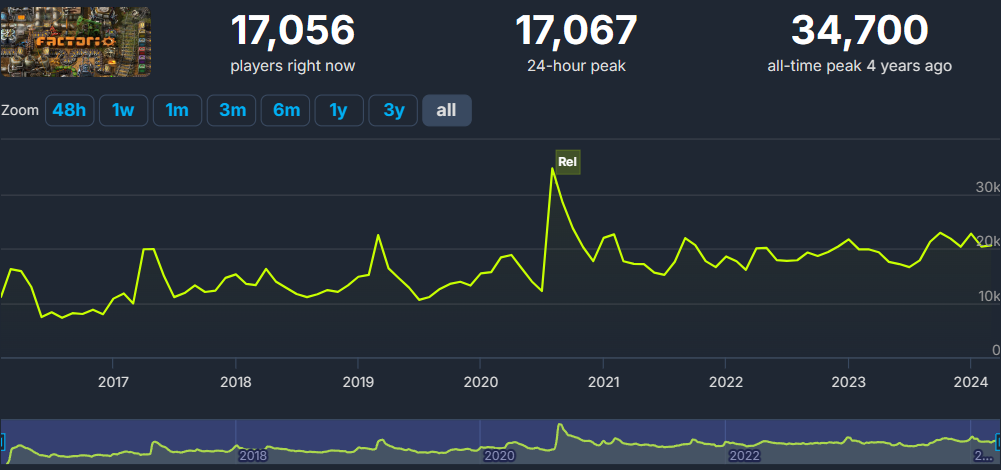 FACTORIO
17,056
players right now
17,067
24-hour peak
34,700
all-time peak 4 years ago
Zoom 48h 1w 1m 3m 6m 1y 3y all
Rel
30k
20k
10k
0
2017 2018 2019 2020 2021 2022 2023 2024
2018 2020 2022 2...